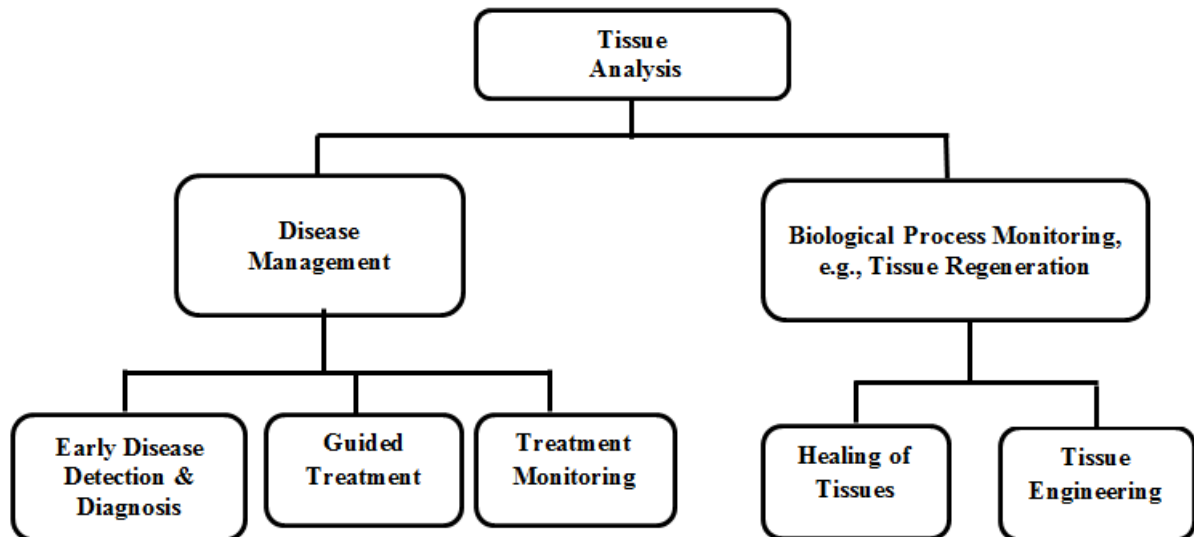 Tissue
Analysis
Disease
Management
Biological Process Monitoring,
e.g., Tissue Regeneration
Early Disease
Detection &
Diagnosis
Guided
Treatment
Treatment
Monitoring
Healing of
Tissues
Tissue
Engineering